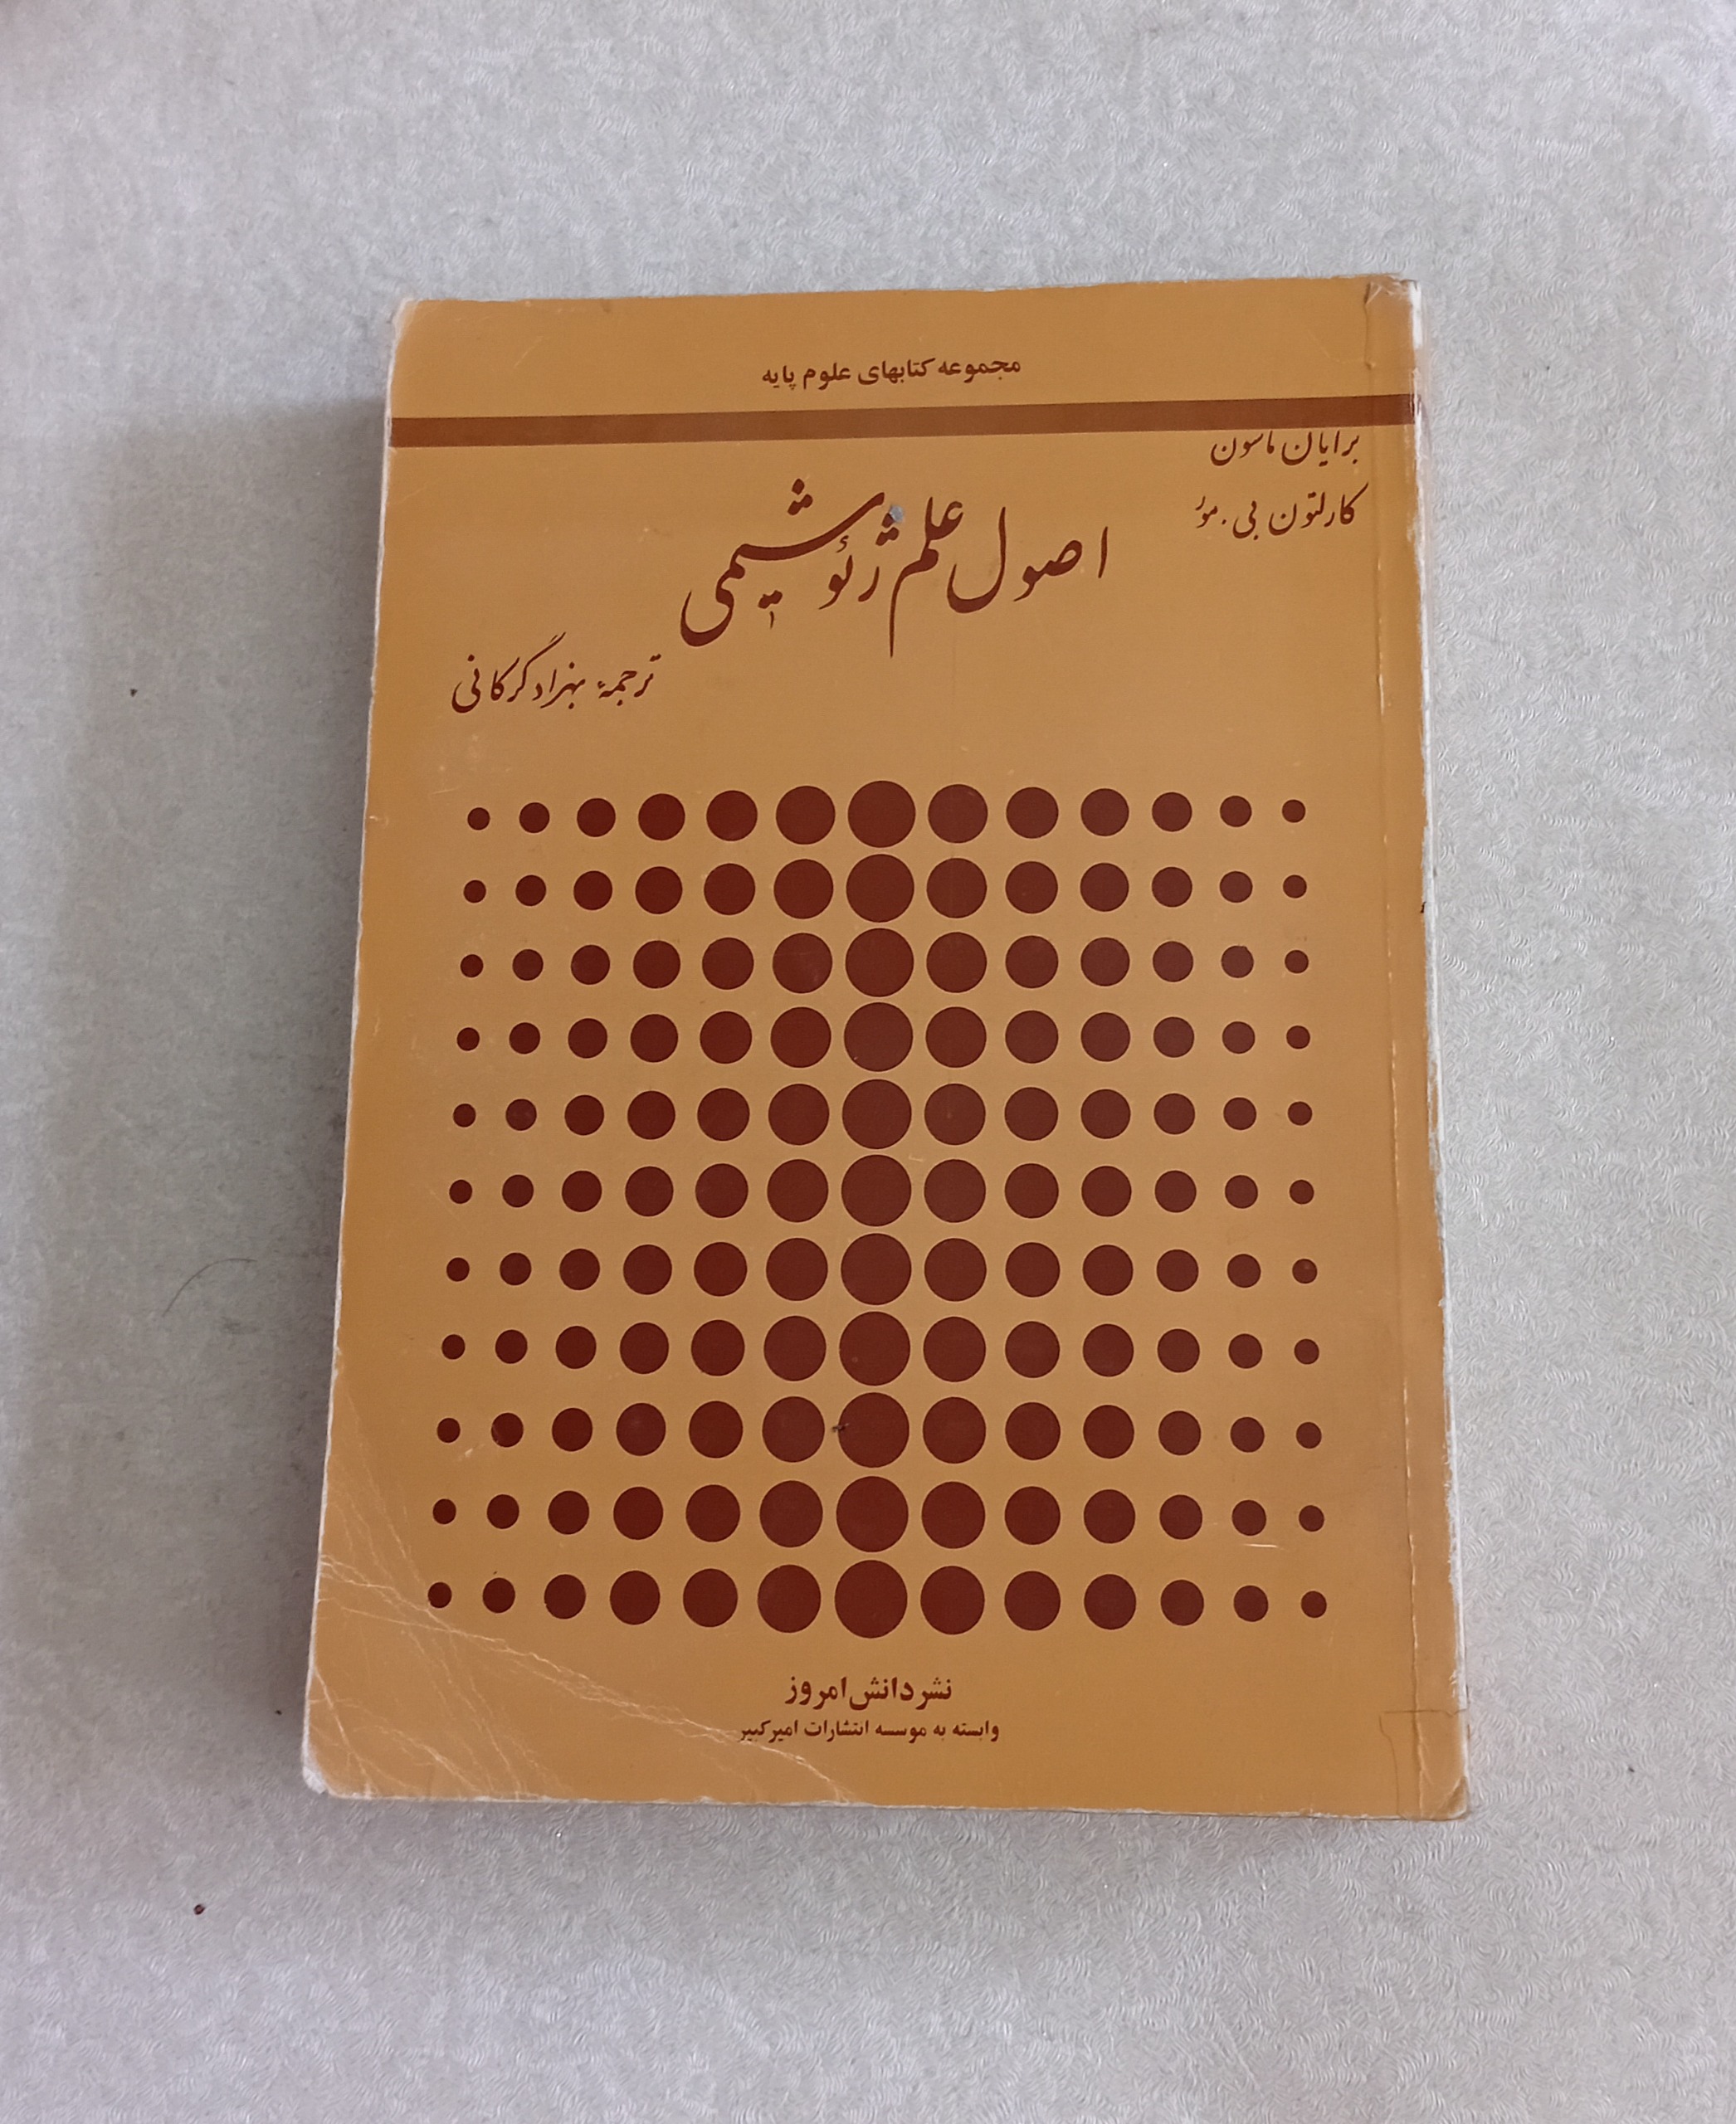 مجموعه کتابهای علوم پایه
برایان ماسون
کارلتون بی. مور
اصول علم ژئوشیمی
ترجمهٔ بهزاد گرکانی
نشر دانش امروز
وابسته به موسسه انتشارات امیرکبیر